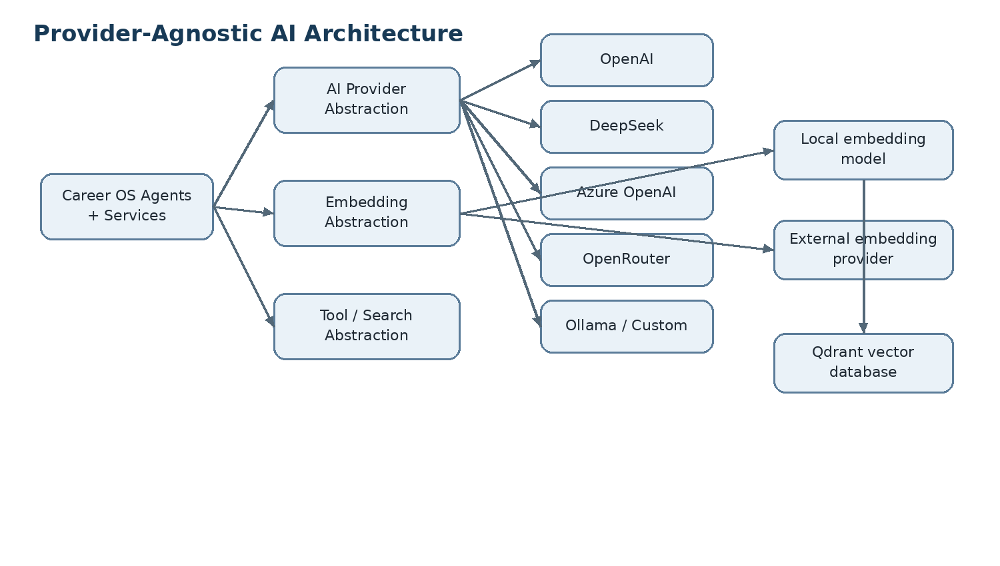 Provider-Agnostic AI Architecture
Career OS Agents
+ Services
AI Provider
Abstraction
Embedding
Abstraction
Tool / Search
Abstraction
OpenAI
DeepSeek
Azure OpenAI
OpenRouter
Ollama / Custom
Local embedding
model
External embedding
provider
Qdrant vector
database